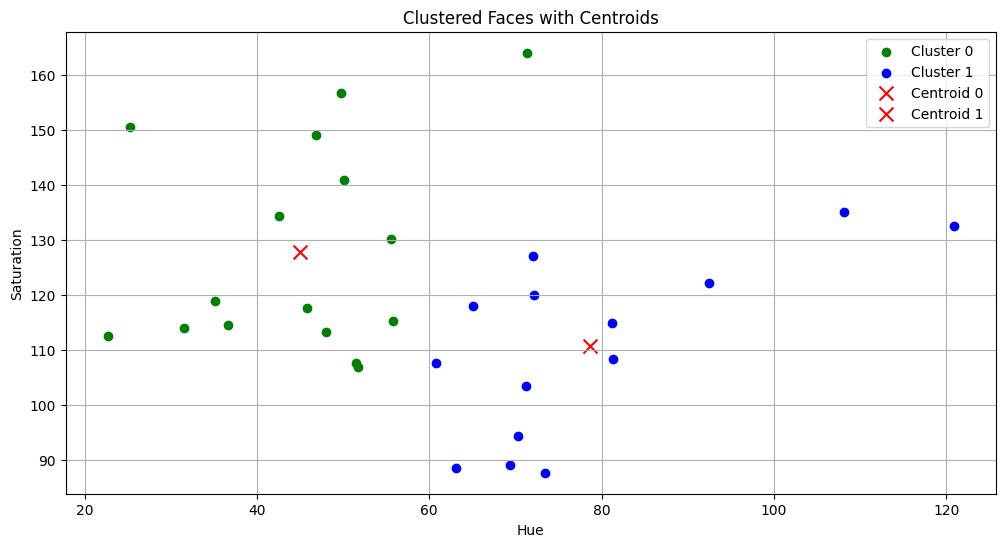 Clustered Faces with Centroids
Cluster 0
Cluster 1
Centroid 0
Centroid 1
Saturation
160
150
140
130
120
110
100
90
20 40 60 80 100 120
Hue